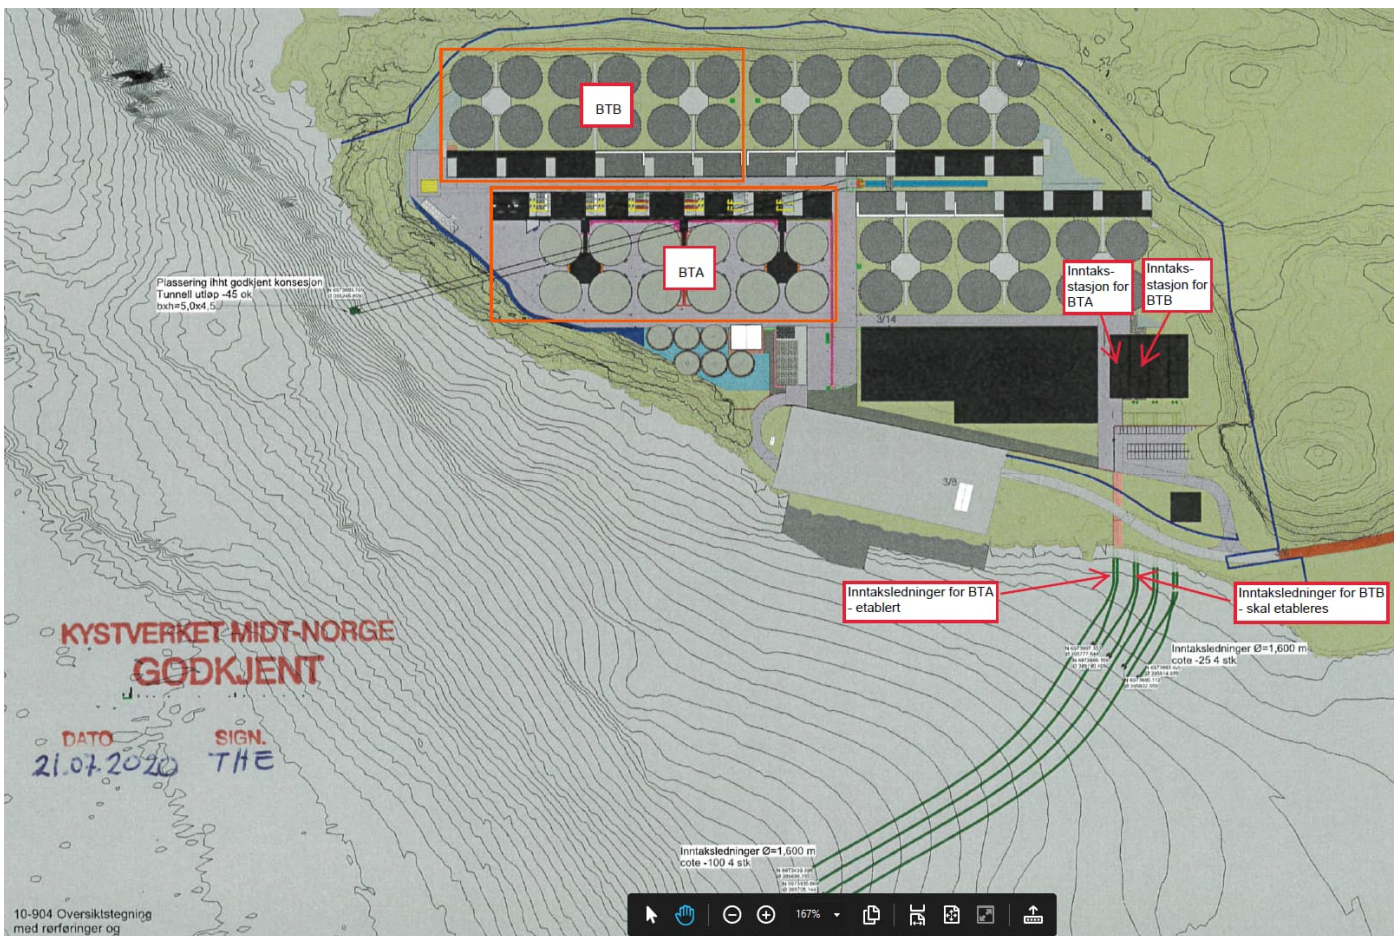 BTB
BTA
Inntaks-
stasjon for
BTA
Inntaks-
stasjon for
BTB
Plassering ihht godkjent konsesjon
Tunnell utløp -45 ok
bxh=5,0x4,5
3/14
3/8
Inntaksledninger for BTA
- etablert
Inntaksledninger for BTB
- skal etableres
Inntaksledninger Ø=1,600 m
cote -25 4 stk
KYSTVERKET MIDT-NORGE
GODKJENT
DATO
SIGN.
21.07.2020
THE
Inntaksledninger Ø=1,600 m
cote -100 4 stk
10-904 Oversiktstegning
med rørføringer og
167%